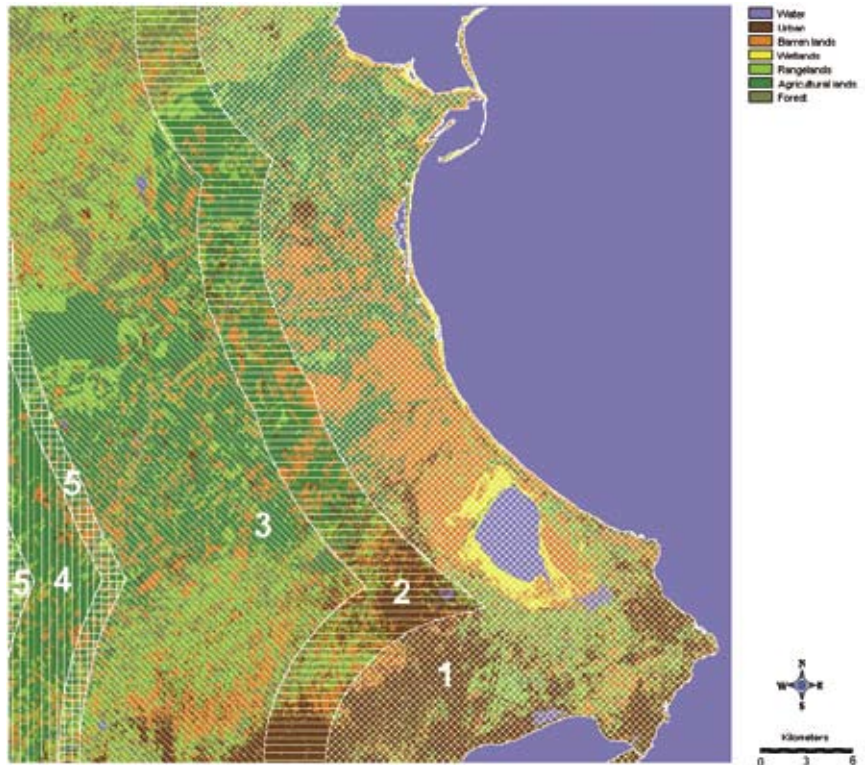 Water
Urban
Barren lands
Wetlands
Rangelands
Agricultural lands
Forest
5
3
5 4
2
1
N
W E
S
Kilometers
0 3 6